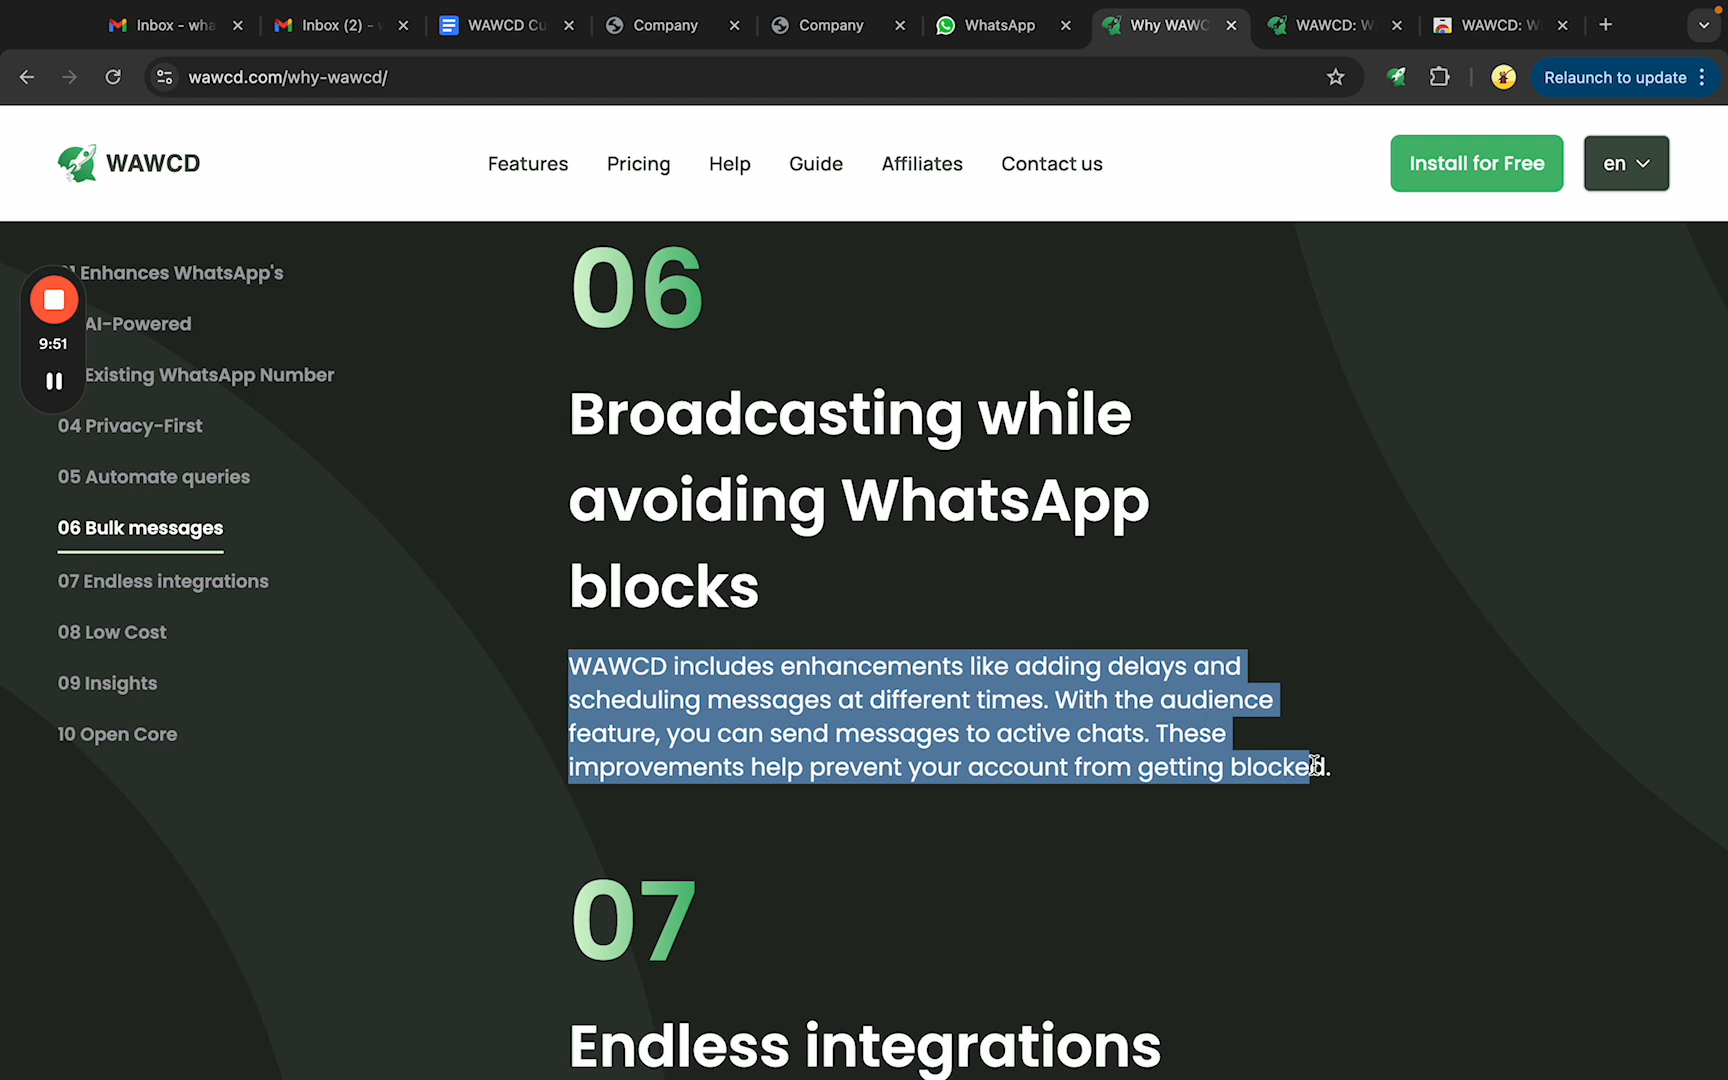 Inbox - wha
Inbox (2) -
WAWCD Cu
Company
Company
WhatsApp
Why WAWC
WAWCD: W
WAWCD: W
wawcd.com/why-wawcd/
Relaunch to update
WAWCD
Features
Pricing
Help
Guide
Affiliates
Contact us
Install for Free
en
Enhances WhatsApp's
AI-Powered
Existing WhatsApp Number
04 Privacy-First
05 Automate queries
06 Bulk messages
07 Endless integrations
08 Low Cost
09 Insights
10 Open Core
9:51
06
Broadcasting while
avoiding WhatsApp
blocks
WAWCD includes enhancements like adding delays and
scheduling messages at different times. With the audience
feature, you can send messages to active chats. These
improvements help prevent your account from getting blocked.
07
Endless integrations